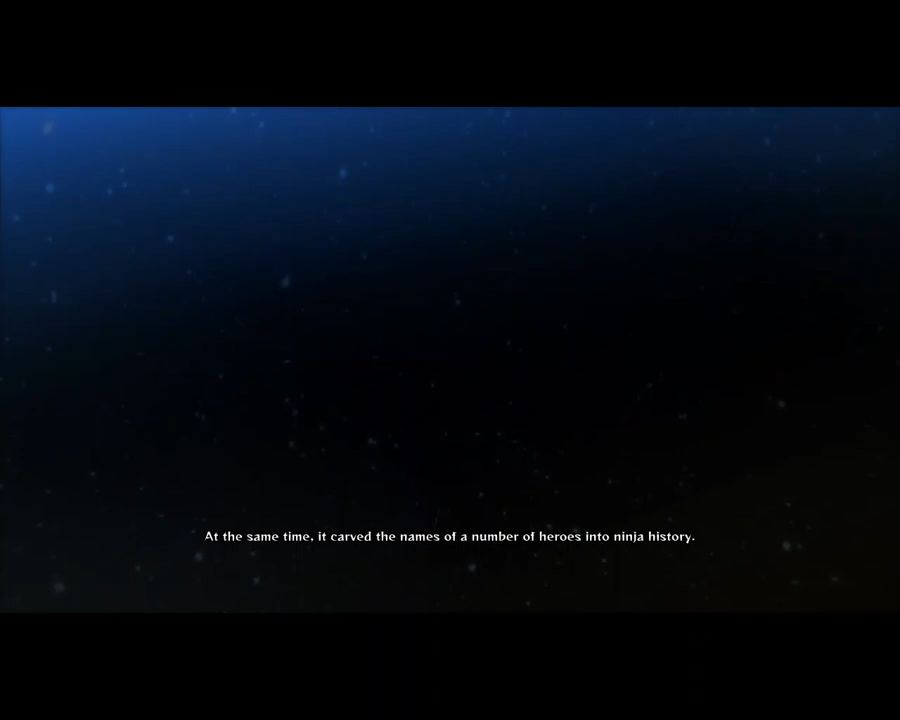 At the same time, it carved the names of a number of heroes into ninja history.